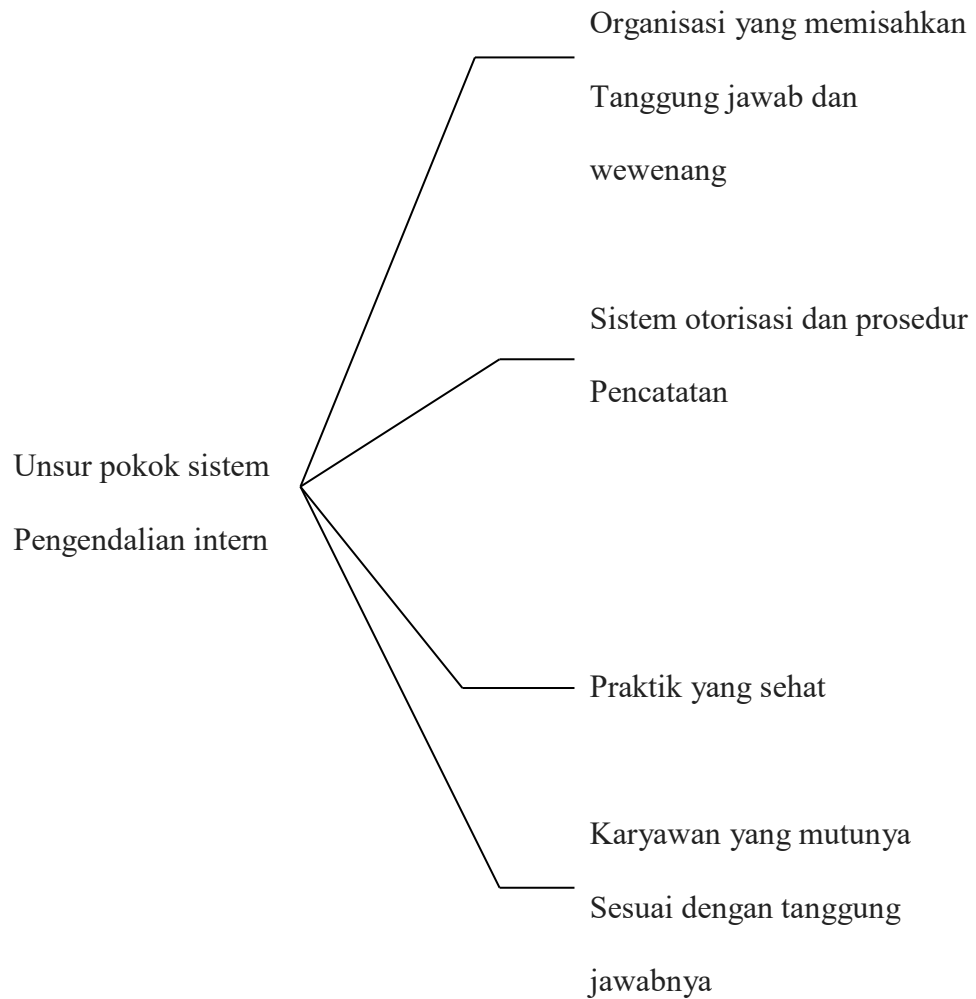 Organisasi yang memisahkan
Tanggung jawab dan
wewenang
Sistem otorisasi dan prosedur
Pencatatan
Unsur pokok sistem
Pengendalian intern
Praktik yang sehat
Karyawan yang mutunya
Sesuai dengan tanggung
jawabnya